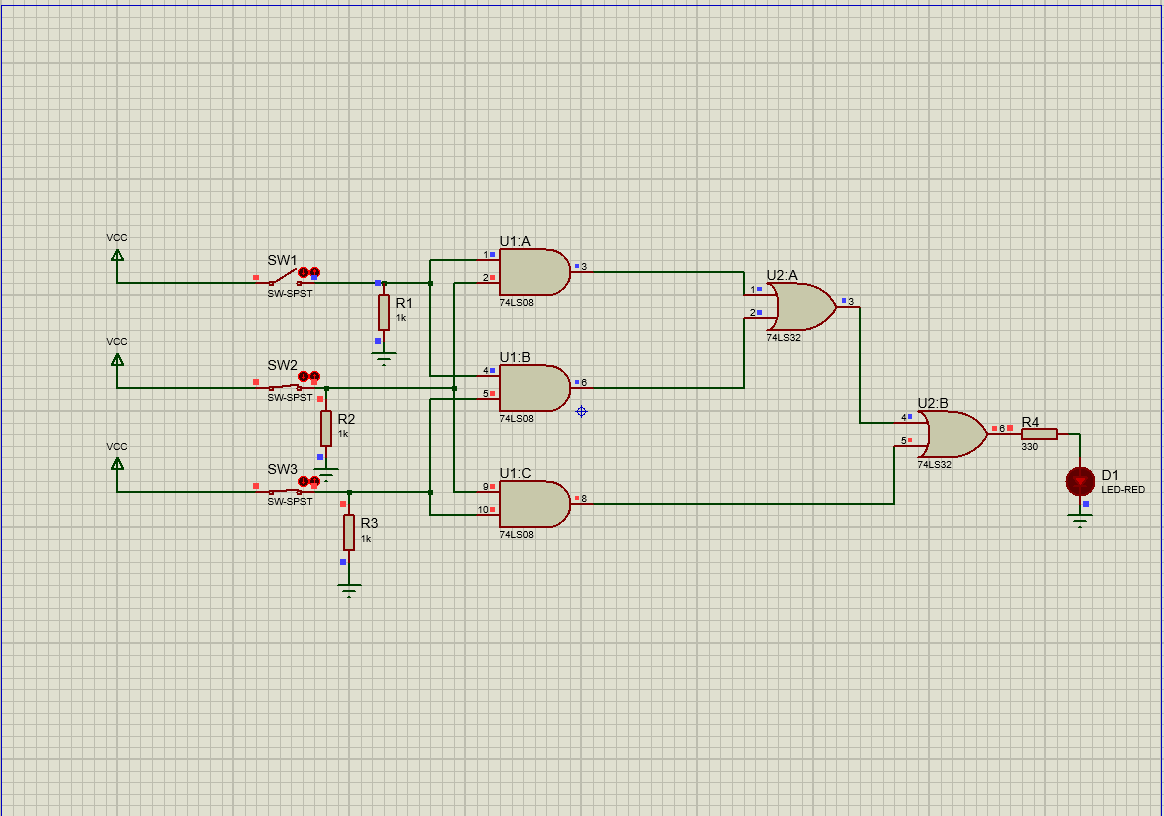 VCC
SW1
SW-SPST
R1
1k
VCC
SW2
SW-SPST
R2
1k
VCC
SW3
SW-SPST
R3
1k
U1:A
1
2
3
74LS08
U1:B
4
5
6
74LS08
U1:C
9
10
8
74LS08
U2:A
1
2
3
74LS32
U2:B
4
5
6
74LS32
R4
330
D1
LED-RED